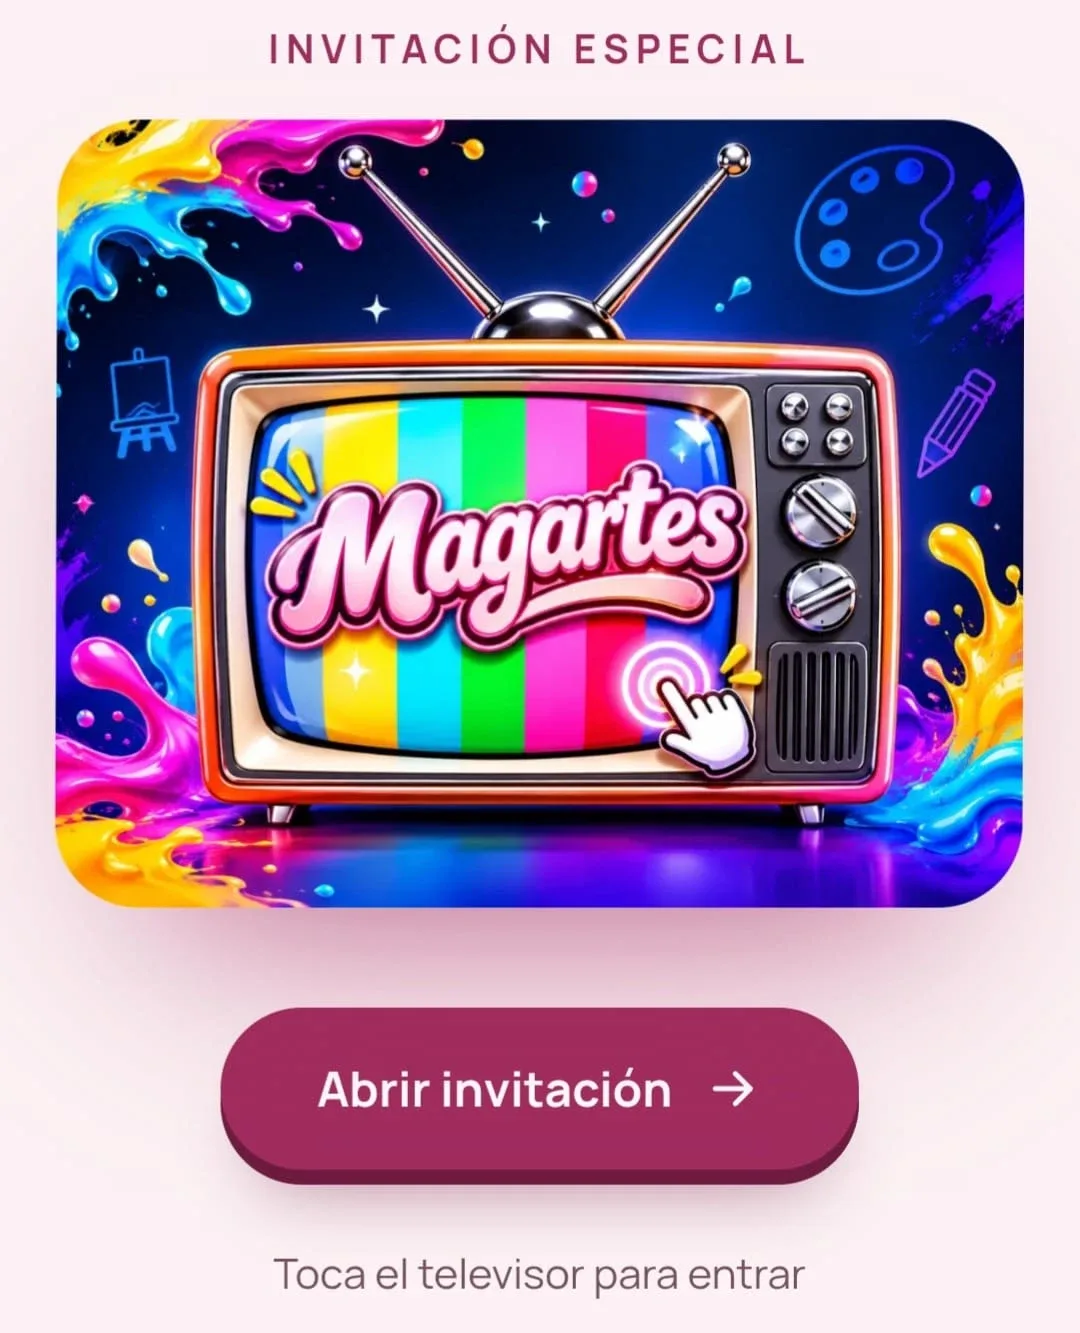 INVITACIÓN ESPECIAL
Magartes
Abrir invitación →
Toca el televisor para entrar